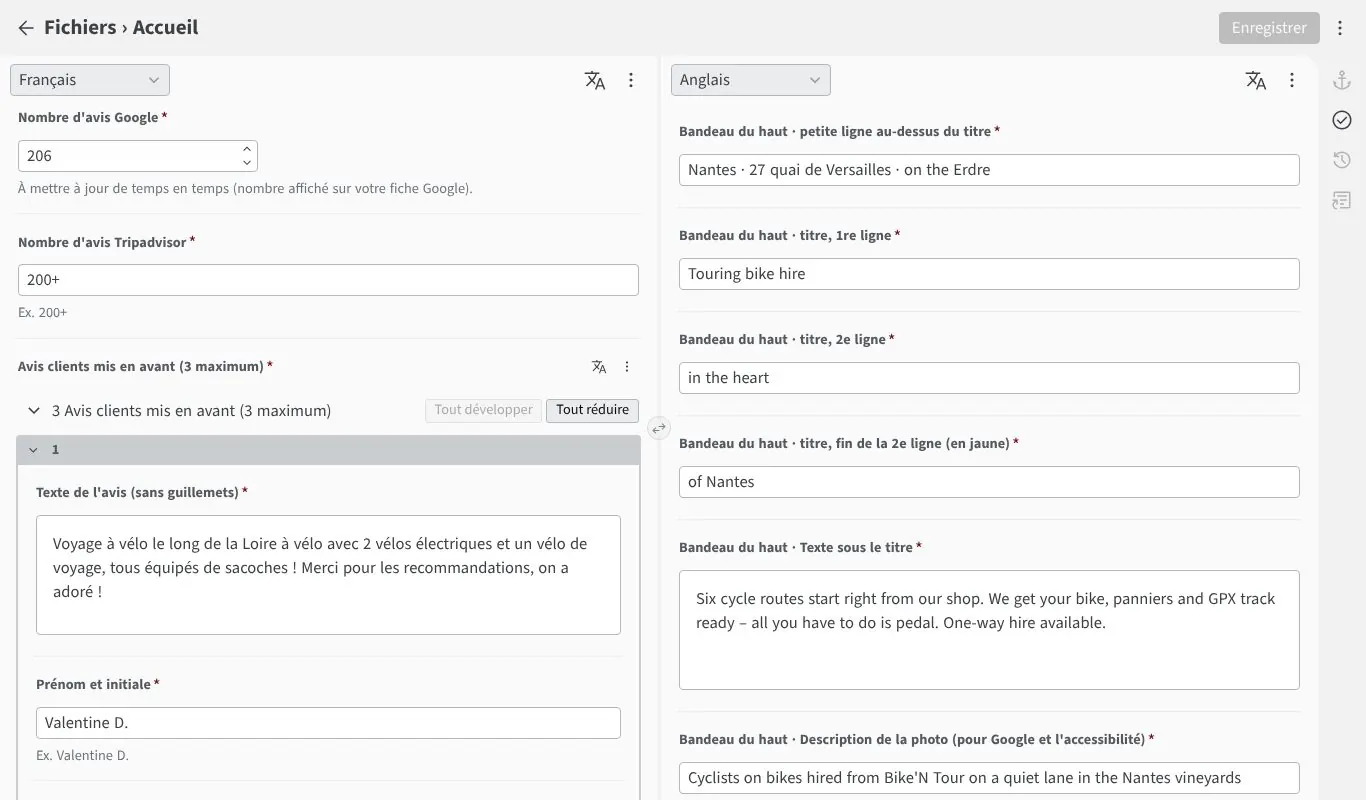 Fichiers › Accueil
Enregistrer
Français
Nombre d'avis Google *
206
À mettre à jour de temps en temps (nombre affiché sur votre fiche Google).
Nombre d'avis Tripadvisor *
200+
Ex. 200+
Avis clients mis en avant (3 maximum) *
3 Avis clients mis en avant (3 maximum)
Tout développer
Tout réduire
1
Texte de l'avis (sans guillemets) *
Voyage à vélo le long de la Loire à vélo avec 2 vélos électriques et un vélo de
voyage, tous équipés de sacoches ! Merci pour les recommandations, on a
adoré !
Prénom et initiale *
Valentine D.
Ex. Valentine D.
Anglais
Bandeau du haut · petite ligne au-dessus du titre *
Nantes · 27 quai de Versailles · on the Erdre
Bandeau du haut · titre, 1re ligne *
Touring bike hire
Bandeau du haut · titre, 2e ligne *
in the heart
Bandeau du haut · titre, fin de la 2e ligne (en jaune) *
of Nantes
Bandeau du haut · Texte sous le titre *
Six cycle routes start right from our shop. We get your bike, panniers and GPX track
ready – all you have to do is pedal. One-way hire available.
Bandeau du haut · Description de la photo (pour Google et l'accessibilité) *
Cyclists on bikes hired from Bike'N Tour on a quiet lane in the Nantes vineyards